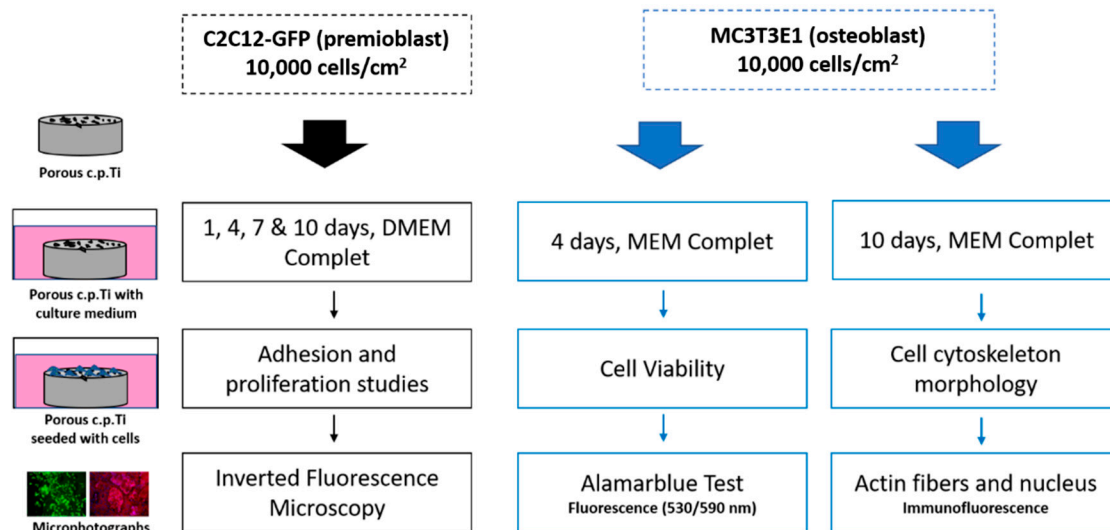 C2C12-GFP (premioblast)
10,000 cells/cm²
MC3T3E1 (osteoblast)
10,000 cells/cm²
Porous c.p.Ti
1, 4, 7 & 10 days, DMEM
Complet
4 days, MEM Complet
10 days, MEM Complet
Porous c.p.Ti with
culture medium
Adhesion and
proliferation studies
Cell Viability
Cell cytoskeleton
morphology
Porous c.p.Ti
seeded with cells
Inverted Fluorescence
Microscopy
Alamarblue Test
Fluorescence (530/590 nm)
Actin fibers and nucleus
Immunofluorescence
Microphotographs